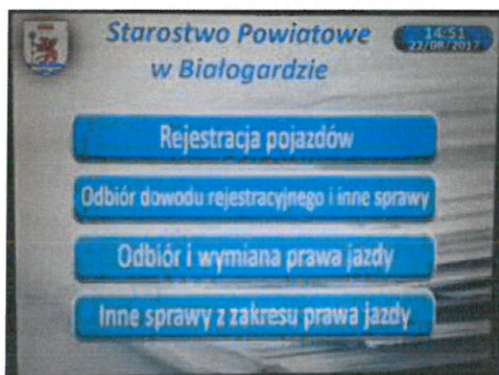 Starostwo Powiatowe
w Białogardzie
14:51
22/08/2017
Rejestracja pojazdów
Odbiór dowodu rejestracyjnego i inne sprawy
Odbiór i wymiana prawa jazdy
Inne sprawy z zakresu prawa jazdy